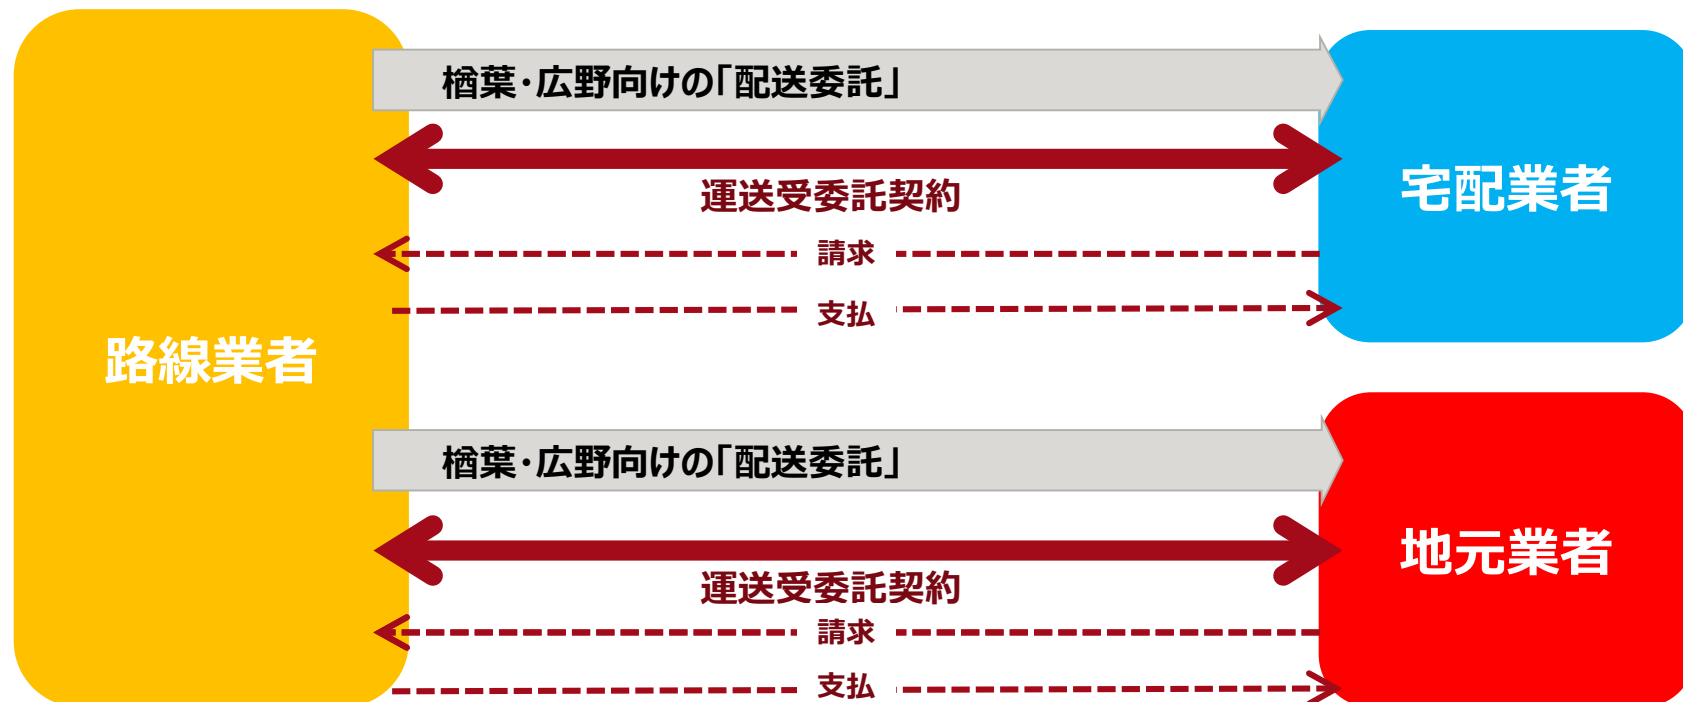 楢葉・広野向けの「配送委託」
運送受委託契約
請求
支払
宅配業者
路線業者
楢葉・広野向けの「配送委託」
運送受委託契約
請求
支払
地元業者